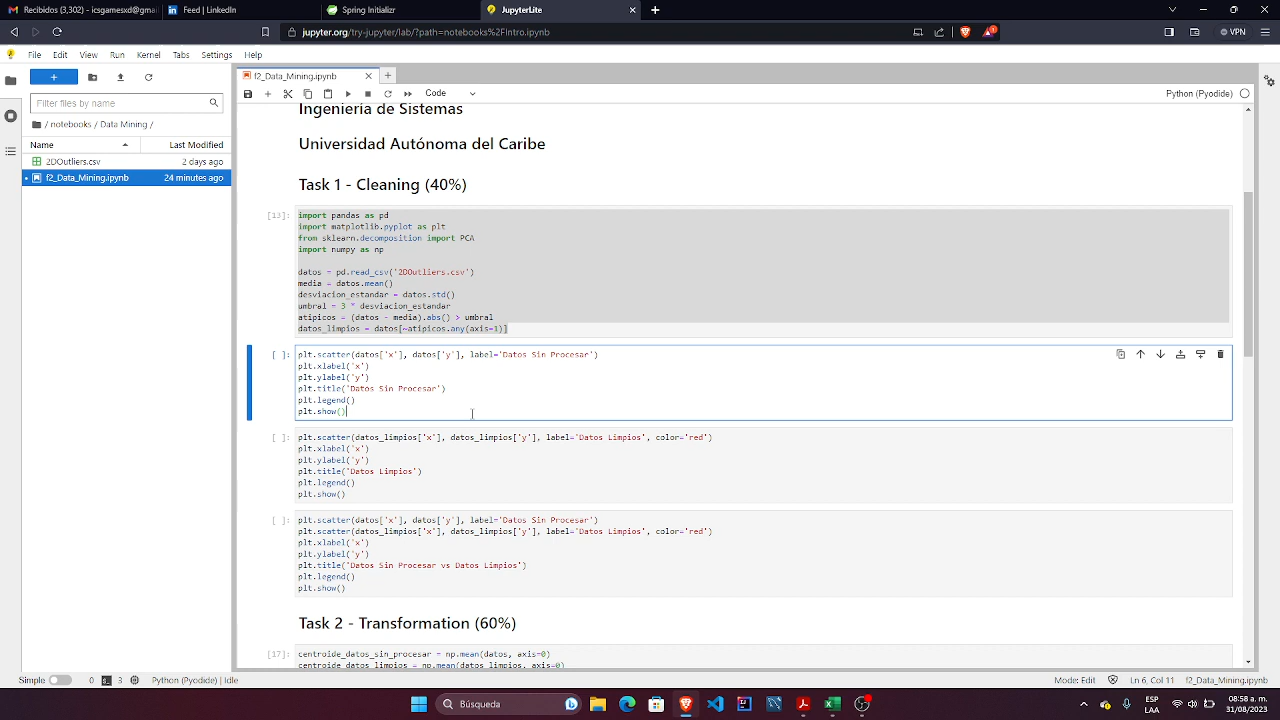 Recibidos (3,302) - icsgamesxd@gmai
Feed | LinkedIn
Spring Initializr
JupyterLite
jupyter.org/try-jupyter/lab/?path=notebooks%2FIntro.ipynb
VPN
File Edit View Run Kernel Tabs Settings Help
f2_Data_Mining.ipynb
Filter files by name
/ notebooks / Data Mining /
Name Last Modified
2DOutliers.csv 2 days ago
f2_Data_Mining.ipynb 24 minutes ago
Code
Python (Pyodide)
Ingeniería de Sistemas
Universidad Autónoma del Caribe
Task 1 - Cleaning (40%)
[13]:
import pandas as pd
import matplotlib.pyplot as plt
from sklearn.decomposition import PCA
import numpy as np
datos = pd.read_csv('2DOutliers.csv')
media = datos.mean()
desviacion_estandar = datos.std()
umbral = 3 * desviacion_estandar
atipicos = (datos - media).abs() > umbral
datos_limpios = datos[~atipicos.any(axis=1)]
[ ]:
plt.scatter(datos['x'], datos['y'], label='Datos Sin Procesar')
plt.xlabel('x')
plt.ylabel('y')
plt.title('Datos Sin Procesar')
plt.legend()
plt.show()
[ ]:
plt.scatter(datos_limpios['x'], datos_limpios['y'], label='Datos Limpios', color='red')
plt.xlabel('x')
plt.ylabel('y')
plt.title('Datos Limpios')
plt.legend()
plt.show()
[ ]:
plt.scatter(datos['x'], datos['y'], label='Datos Sin Procesar')
plt.scatter(datos_limpios['x'], datos_limpios['y'], label='Datos Limpios', color='red')
plt.xlabel('x')
plt.ylabel('y')
plt.title('Datos Sin Procesar vs Datos Limpios')
plt.legend()
plt.show()
Task 2 - Transformation (60%)
[17]:
centroide_datos_sin_procesar = np.mean(datos, axis=0)
centroide_datos_limpios = np.mean(datos_limpios, axis=0)
Simple 0 3 Python (Pyodide) | Idle
Mode: Edit Ln 6, Col 11 f2_Data_Mining.ipynb
Búsqueda
ESP
LAA
08:58 a. m.
31/08/2023